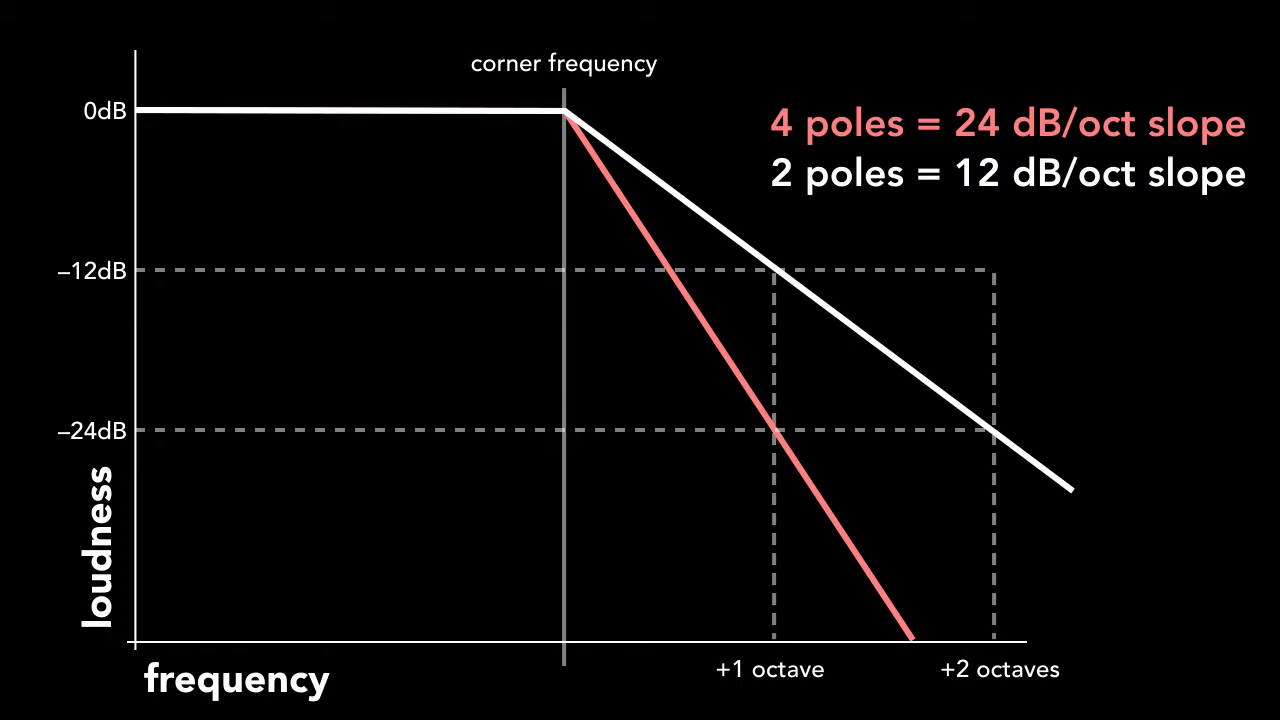 corner frequency
0dB
4 poles = 24 dB/oct slope
2 poles = 12 dB/oct slope
–12dB
–24dB
loudness
frequency
+1 octave
+2 octaves